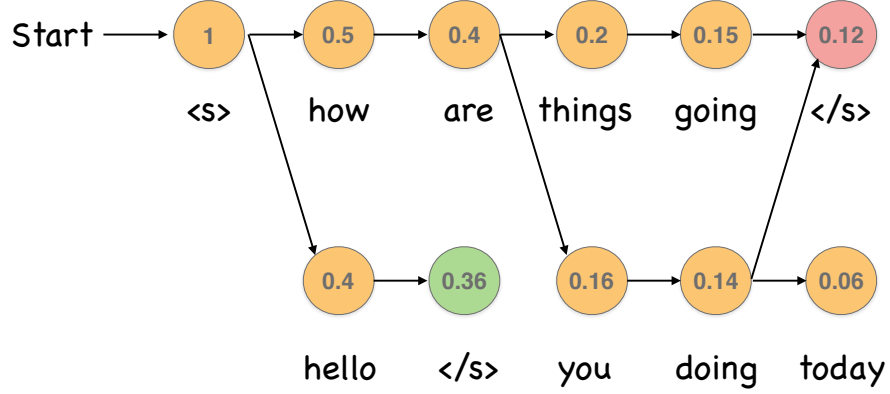 Start 1 0.5 0.4 0.2 0.15 0.12
<s> how are things going </s>
0.4 0.36 0.16 0.14 0.06
hello </s> you doing today